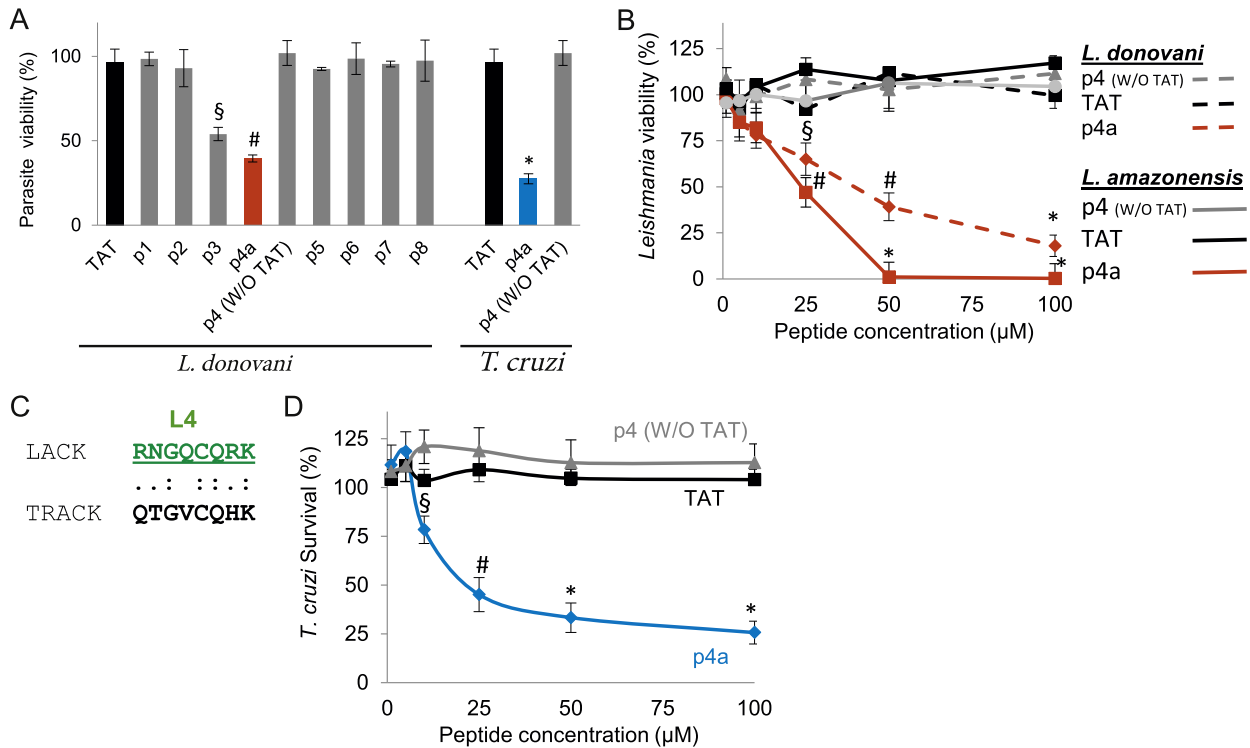 A
Parasite viability (%)
100
50
0
§
#
*
TAT
p1
p2
p3
p4a
p4 (W/O TAT)
p5
p6
p7
p8
TAT
p4a
p4 (W/O TAT)
L. donovani
T. cruzi
B
Leishmania viability (%)
125
100
75
50
25
0
§
#
#
*
*
*
0
25
50
75
100
Peptide concentration (µM)
L. donovani
p4 (W/O TAT)
TAT
p4a
L. amazonensis
p4 (W/O TAT)
TAT
p4a
C
L4
LACK RNGQCQRK
..: ::.:
TRACK QTGVCQHK
D
T. cruzi Survival (%)
125
100
75
50
25
0
p4 (W/O TAT)
TAT
§
#
*
*
p4a
0
25
50
75
100
Peptide concentration (µM)